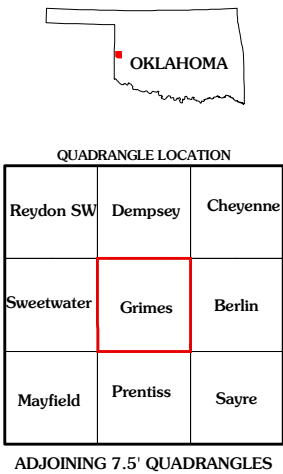 OKLAHOMA
QUADRANGLE LOCATION
Reydon SW Dempsey Cheyenne
Sweetwater Grimes Berlin
Mayfield Prentiss Sayre
ADJOINING 7.5' QUADRANGLES